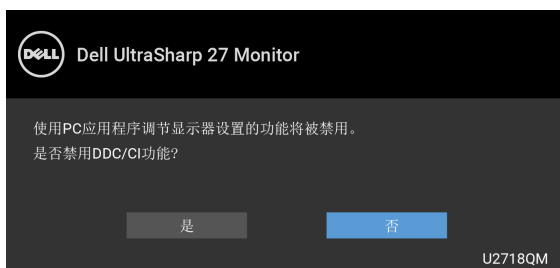 DELL
Dell UltraSharp 27 Monitor
使用PC应用程序调节显示器设置的功能将被禁用。
是否禁用DDC/CI功能?
是
否
U2718QM